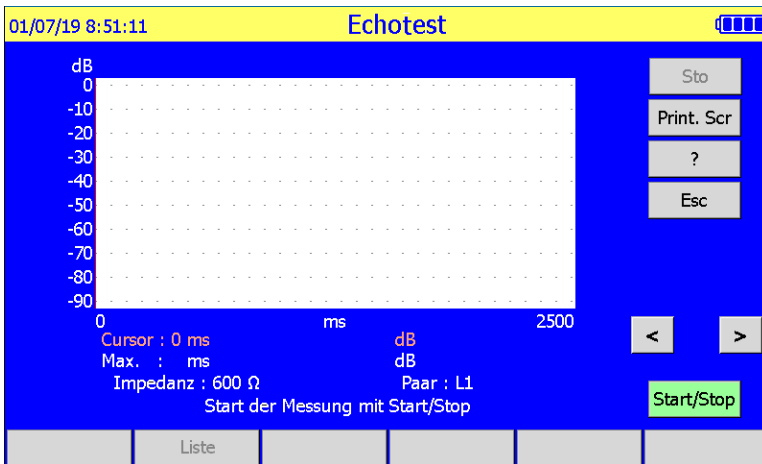 01/07/19 8:51:11 Echotest
dB
0
-10
-20
-30
-40
-50
-60
-70
-80
-90
0 ms 2500
Cursor : 0 ms dB
Max. : ms dB
Impedanz : 600 Ω Paar : L1
Start der Messung mit Start/Stop
Sto
Print. Scr
?
Esc
< >
Start/Stop
Liste